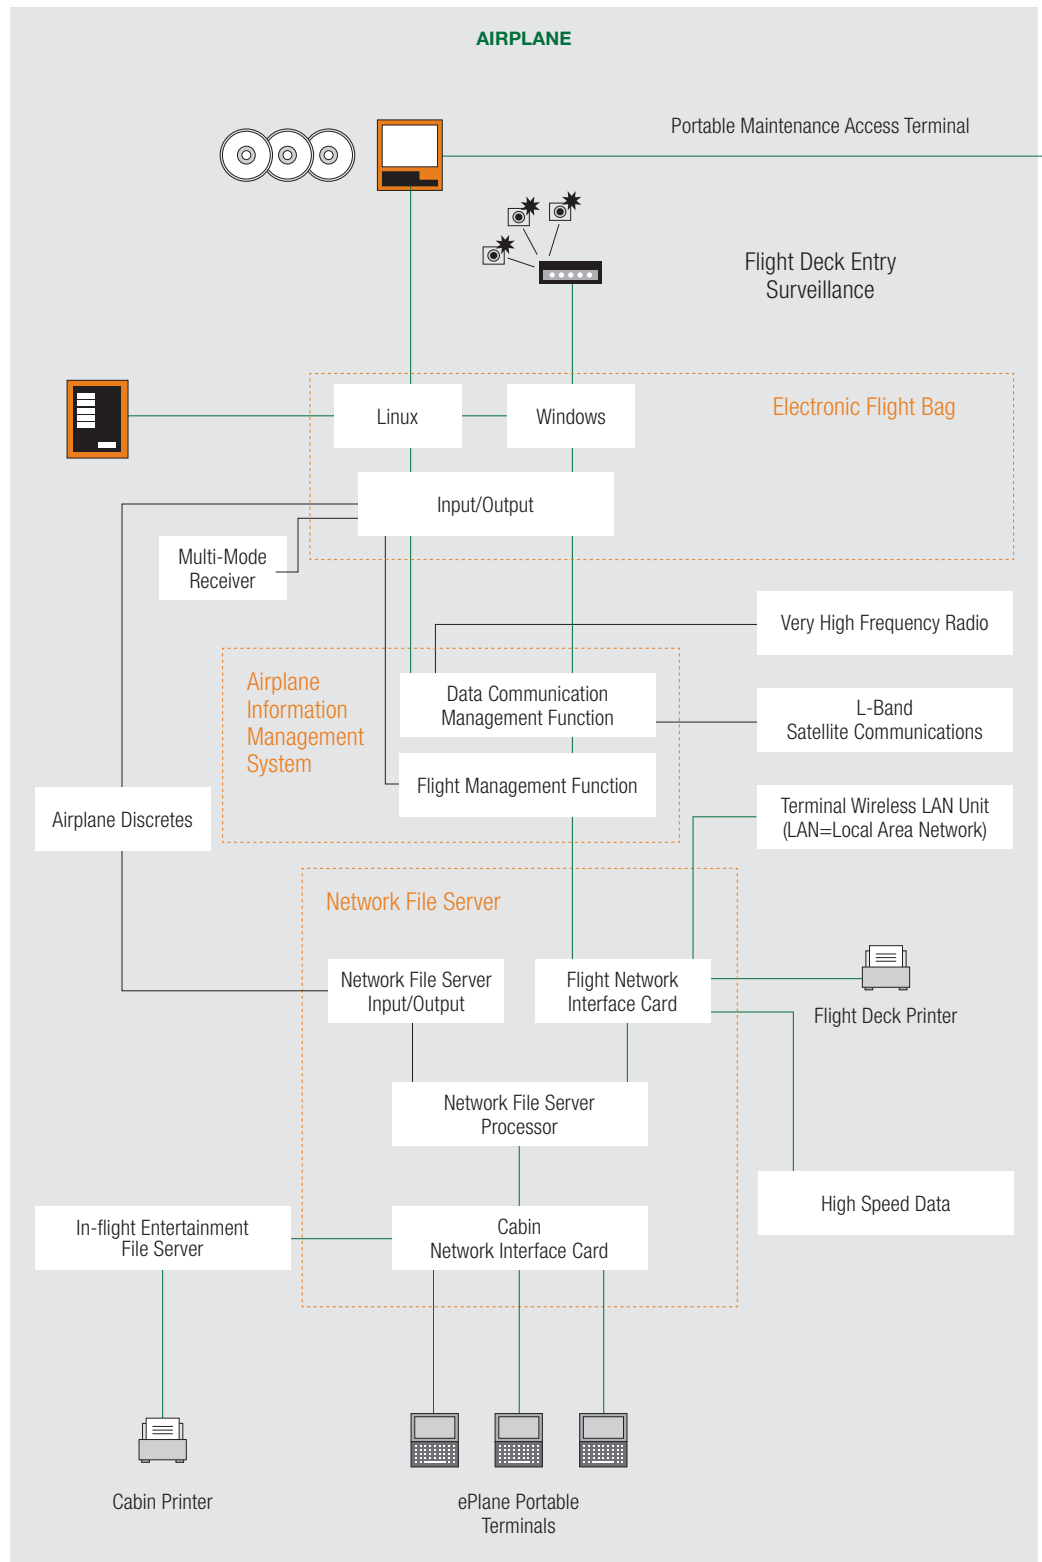 AIRPLANE
Portable Maintenance Access Terminal
Flight Deck Entry
Surveillance
Electronic Flight Bag
Linux
Windows
Input/Output
Multi-Mode
Receiver
Very High Frequency Radio
Airplane
Information
Management
System
Data Communication
Management Function
L-Band
Satellite Communications
Flight Management Function
Terminal Wireless LAN Unit
(LAN=Local Area Network)
Airplane Discretes
Network File Server
Network File Server
Input/Output
Flight Network
Interface Card
Flight Deck Printer
Network File Server
Processor
High Speed Data
In-flight Entertainment
File Server
Cabin
Network Interface Card
Cabin Printer
ePlane Portable
Terminals